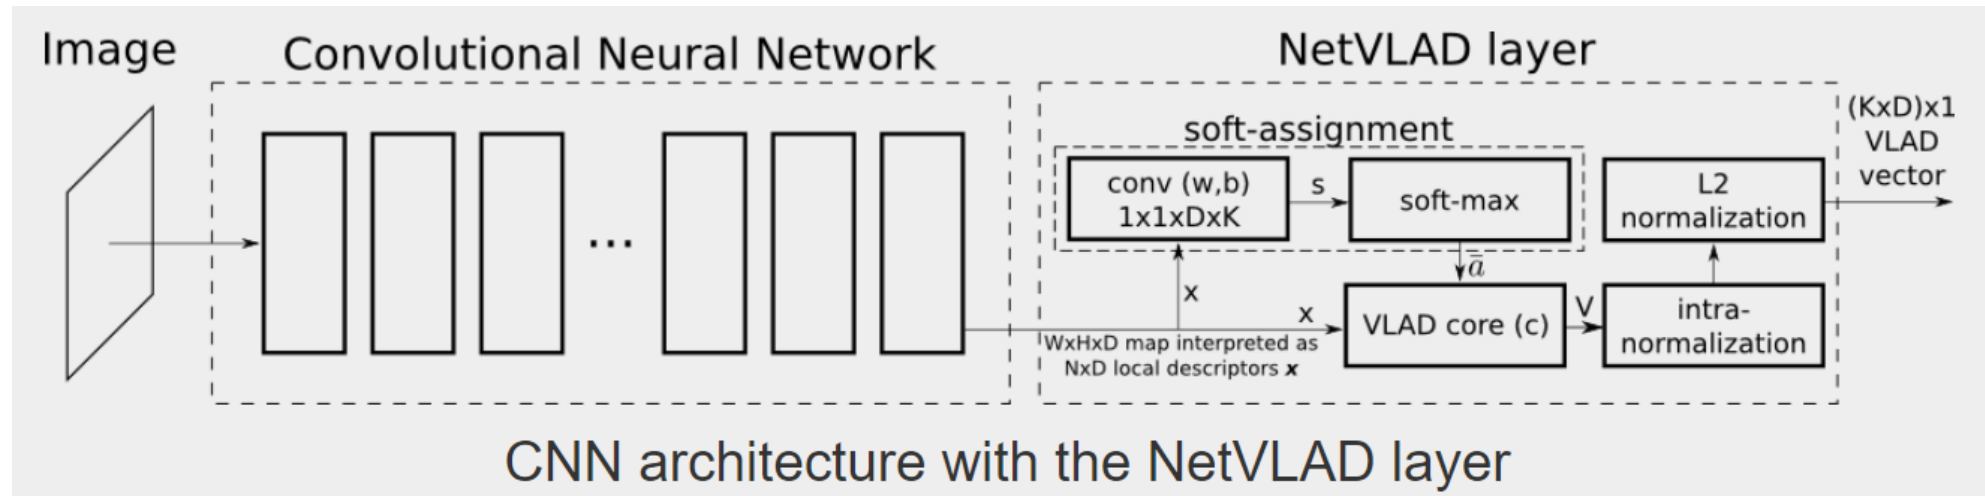 Image
Convolutional Neural Network
NetVLAD layer
soft-assignment
conv (w,b)
1x1xDxK
s
soft-max
L2
normalization
(KxD)x1
VLAD
vector
x
ā
x
VLAD core (c)
V
intra-
normalization
WxHxD map interpreted as
NxD local descriptors x
...
CNN architecture with the NetVLAD layer